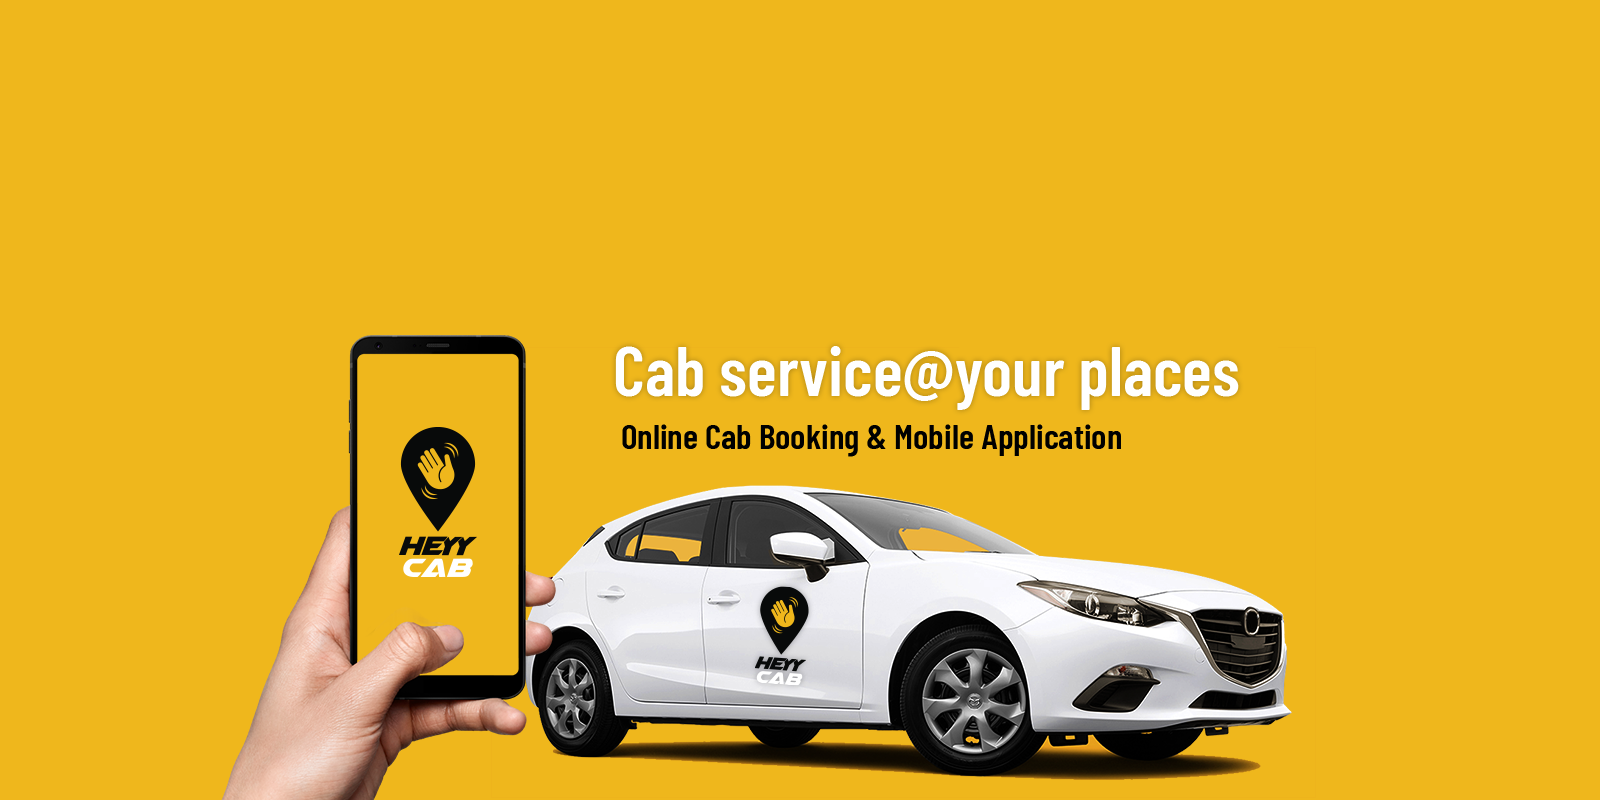 Cab service@your places
Online Cab Booking & Mobile Application
HEYY
CAB
HEYY
CAB